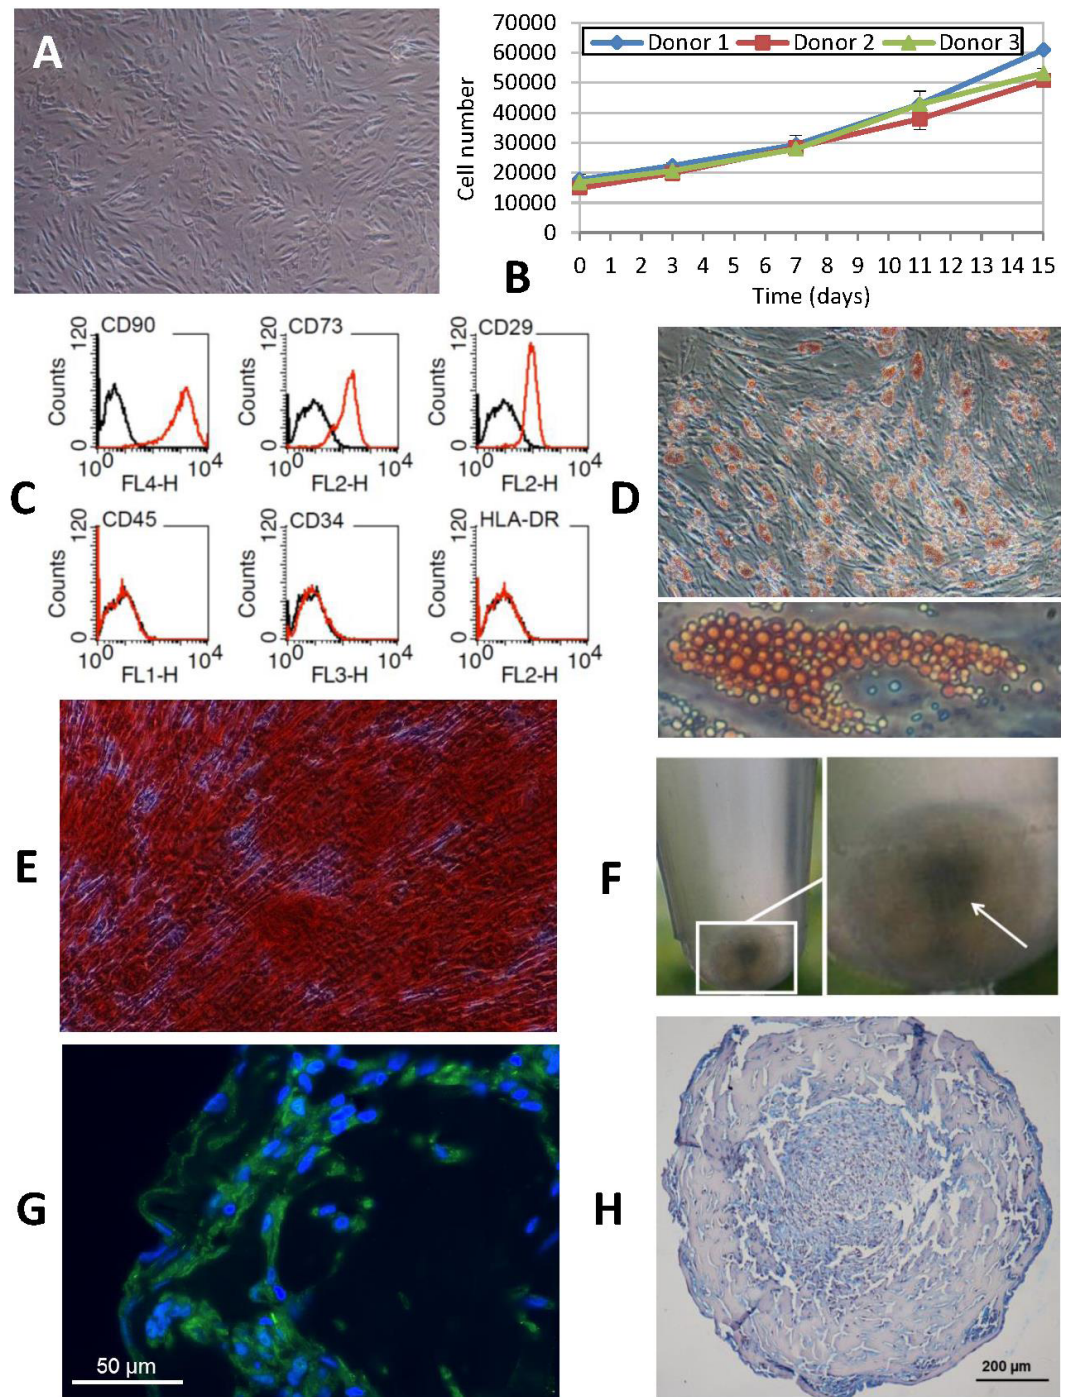 A
70000
60000
50000
40000
30000
20000
10000
0
Cell number
Donor 1 Donor 2 Donor 3
0 1 2 3 4 5 6 7 8 9 10 11 12 13 14 15
Time (days)
B
C
CD90
120
Counts
0
10^0 10^4
FL4-H
CD73
120
Counts
0
10^0 10^4
FL2-H
CD29
120
Counts
0
10^0 10^4
FL2-H
CD45
120
Counts
0
10^0 10^4
FL1-H
CD34
120
Counts
0
10^0 10^4
FL3-H
HLA-DR
120
Counts
0
10^0 10^4
FL2-H
D
E
F
G
50 µm
H
200 µm